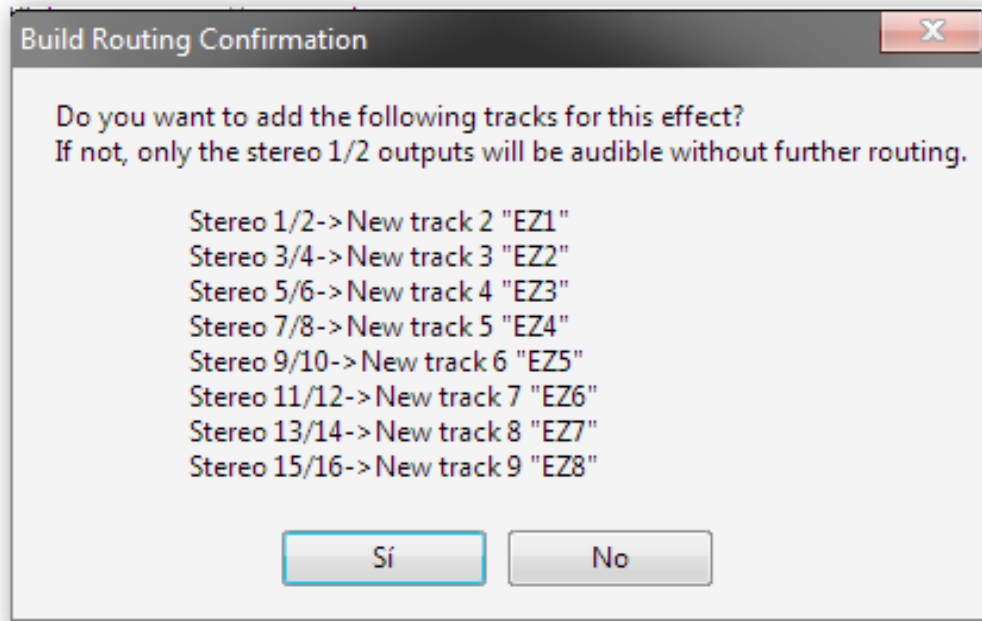 Build Routing Confirmation
Do you want to add the following tracks for this effect?
If not, only the stereo 1/2 outputs will be audible without further routing.
Stereo 1/2->New track 2 "EZ1"
Stereo 3/4->New track 3 "EZ2"
Stereo 5/6->New track 4 "EZ3"
Stereo 7/8->New track 5 "EZ4"
Stereo 9/10->New track 6 "EZ5"
Stereo 11/12->New track 7 "EZ6"
Stereo 13/14->New track 8 "EZ7"
Stereo 15/16->New track 9 "EZ8"
Sí
No